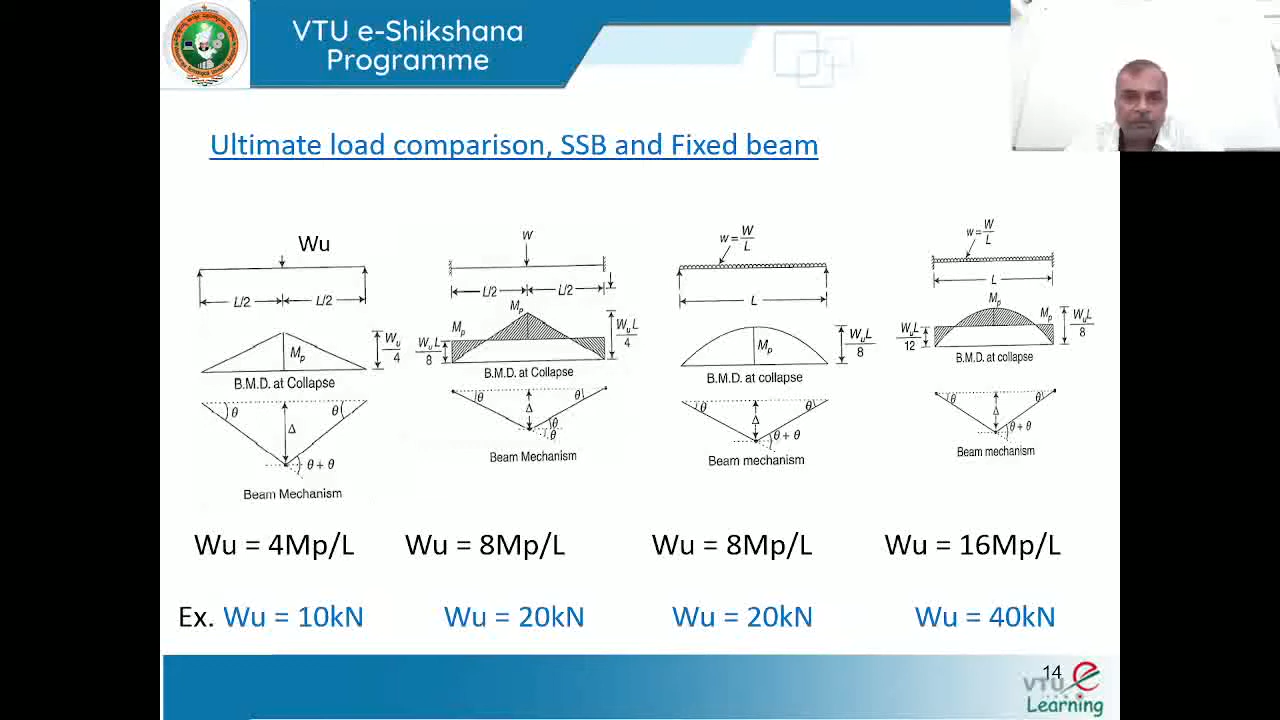 VTU e-Shikshana
Programme
Ultimate load comparison, SSB and Fixed beam
Wu
L/2 L/2
Mp
Wu/4
B.M.D. at Collapse
θ θ
Δ
θ + θ
Beam Mechanism
W
L/2 L/2
Mp
Mp
WuL/8
WuL/4
B.M.D. at Collapse
θ θ
Δ
θ
θ
Beam Mechanism
w = W/L
L
Mp
WuL/8
B.M.D. at collapse
θ θ
Δ
θ + θ
Beam mechanism
w = W/L
L
Mp
Mp
WuL/12
WuL/8
B.M.D. at collapse
θ θ
Δ
θ + θ
Beam mechanism
Wu = 4Mp/L Wu = 8Mp/L Wu = 8Mp/L Wu = 16Mp/L
Ex. Wu = 10kN Wu = 20kN Wu = 20kN Wu = 40kN
14
VTU e
Learning